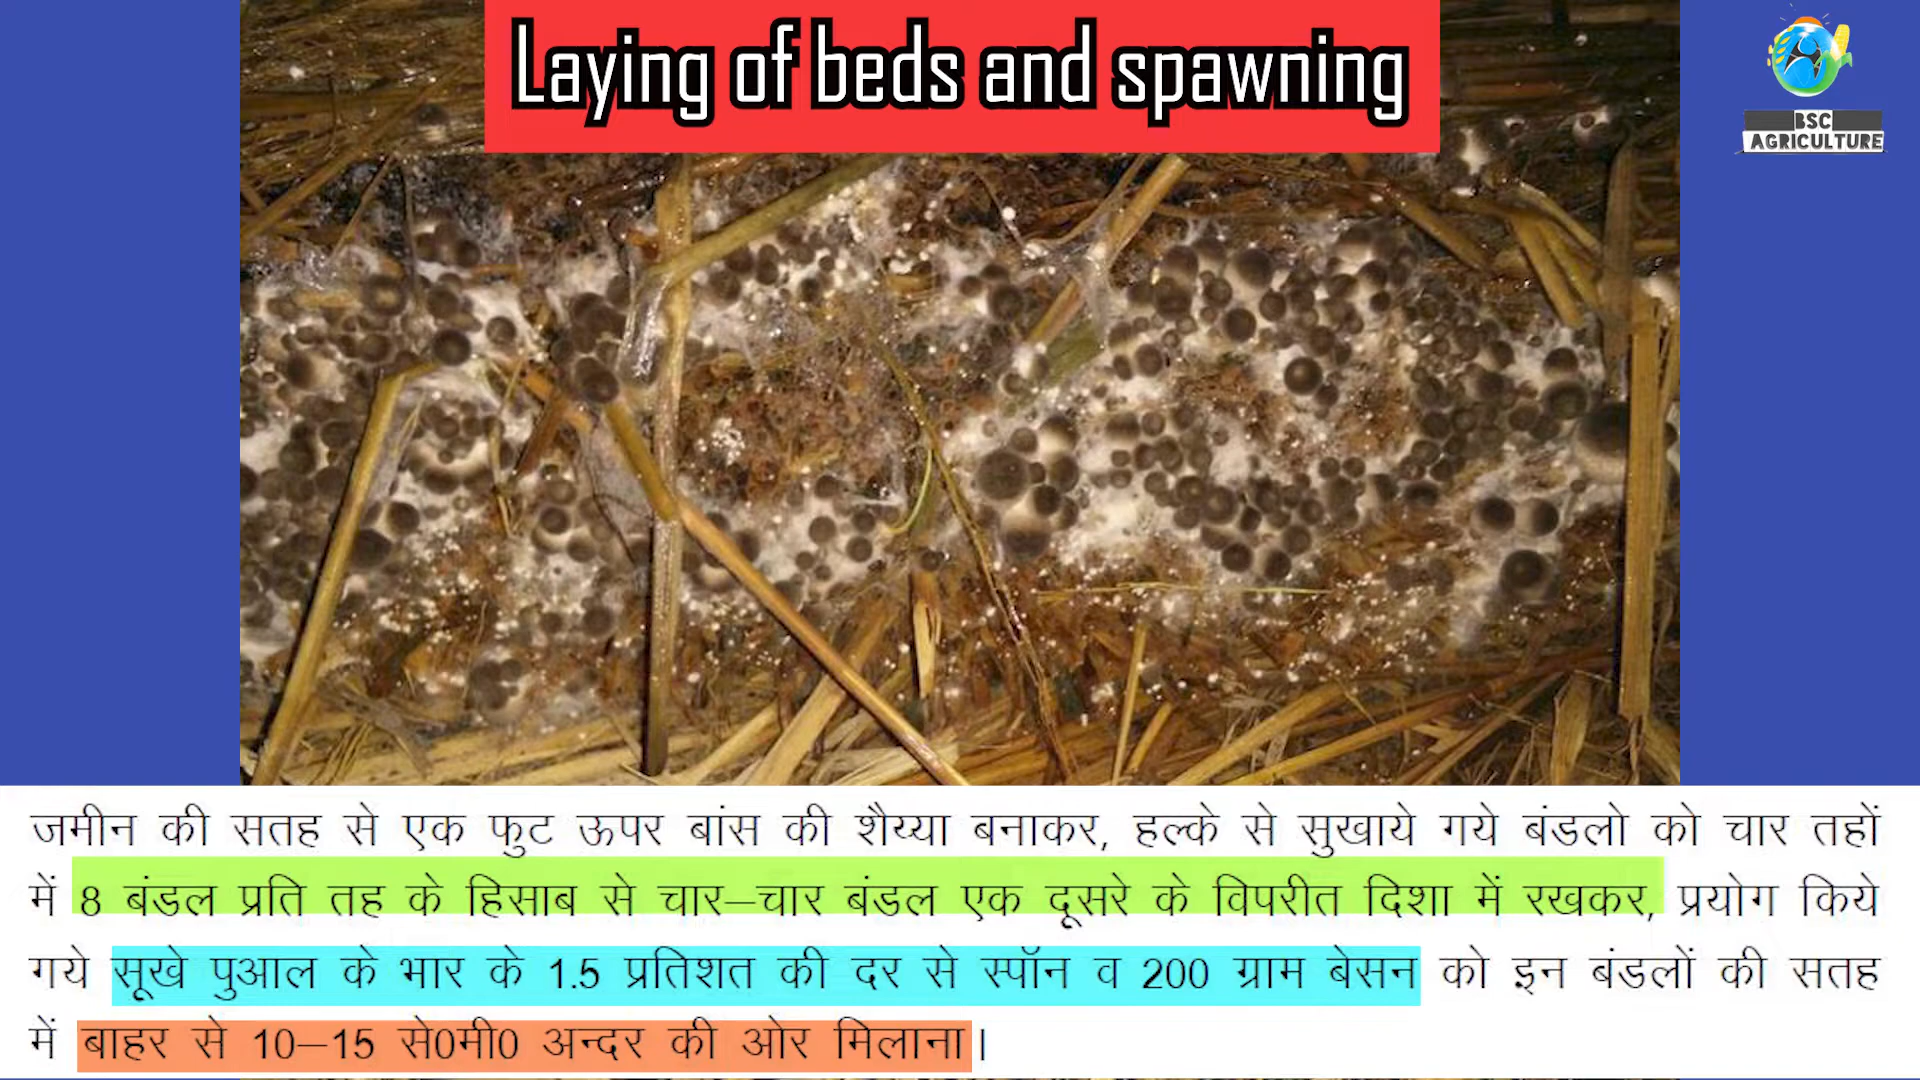 Laying of beds and spawning
BSC
AGRICULTURE
जमीन की सतह से एक फुट ऊपर बांस की शैय्या बनाकर, हल्के से सुखाये गये बंडलो को चार तहों
में 8 बंडल प्रति तह के हिसाब से चार–चार बंडल एक दूसरे के विपरीत दिशा में रखकर, प्रयोग किये
गये सूखे पुआल के भार के 1.5 प्रतिशत की दर से स्पॉन व 200 ग्राम बेसन को इन बंडलों की सतह
में बाहर से 10–15 से0मी0 अन्दर की ओर मिलाना।